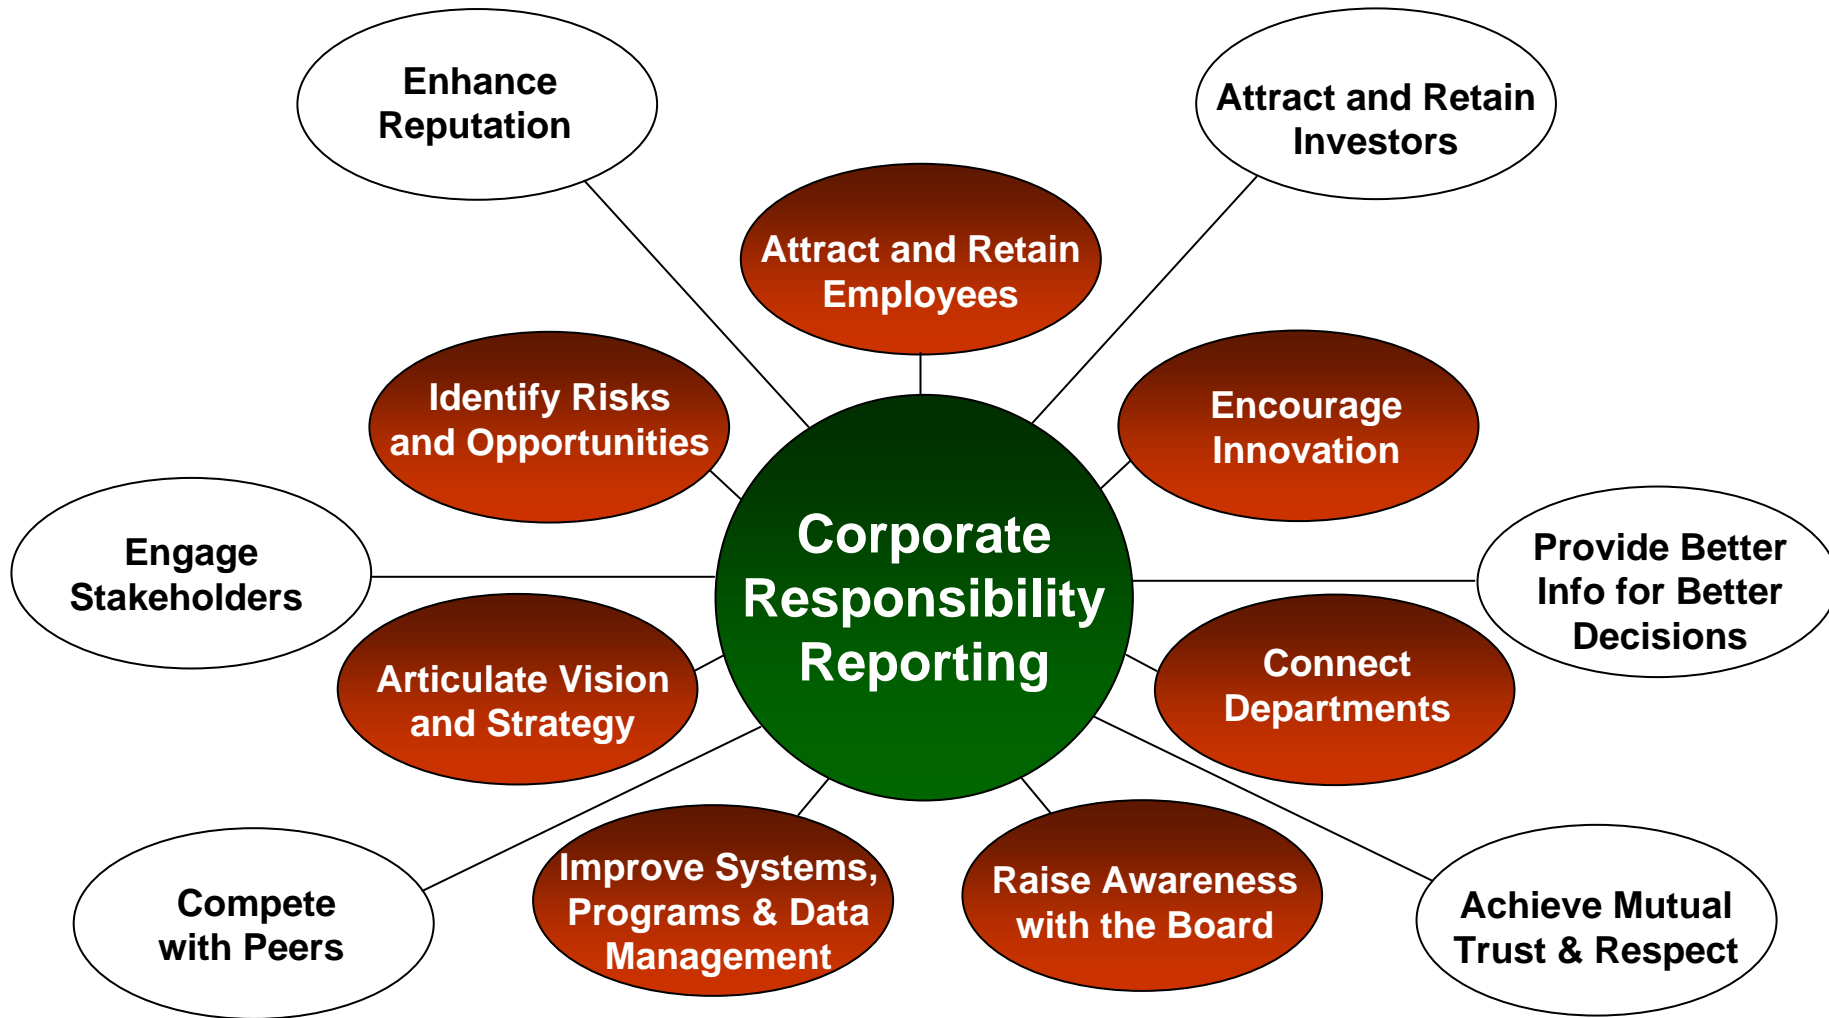 Enhance
Reputation
Attract and Retain
Investors
Attract and Retain
Employees
Identify Risks
and Opportunities
Encourage
Innovation
Engage
Stakeholders
Corporate
Responsibility
Reporting
Provide Better
Info for Better
Decisions
Articulate Vision
and Strategy
Connect
Departments
Compete
with Peers
Improve Systems,
Programs & Data
Management
Raise Awareness
with the Board
Achieve Mutual
Trust & Respect